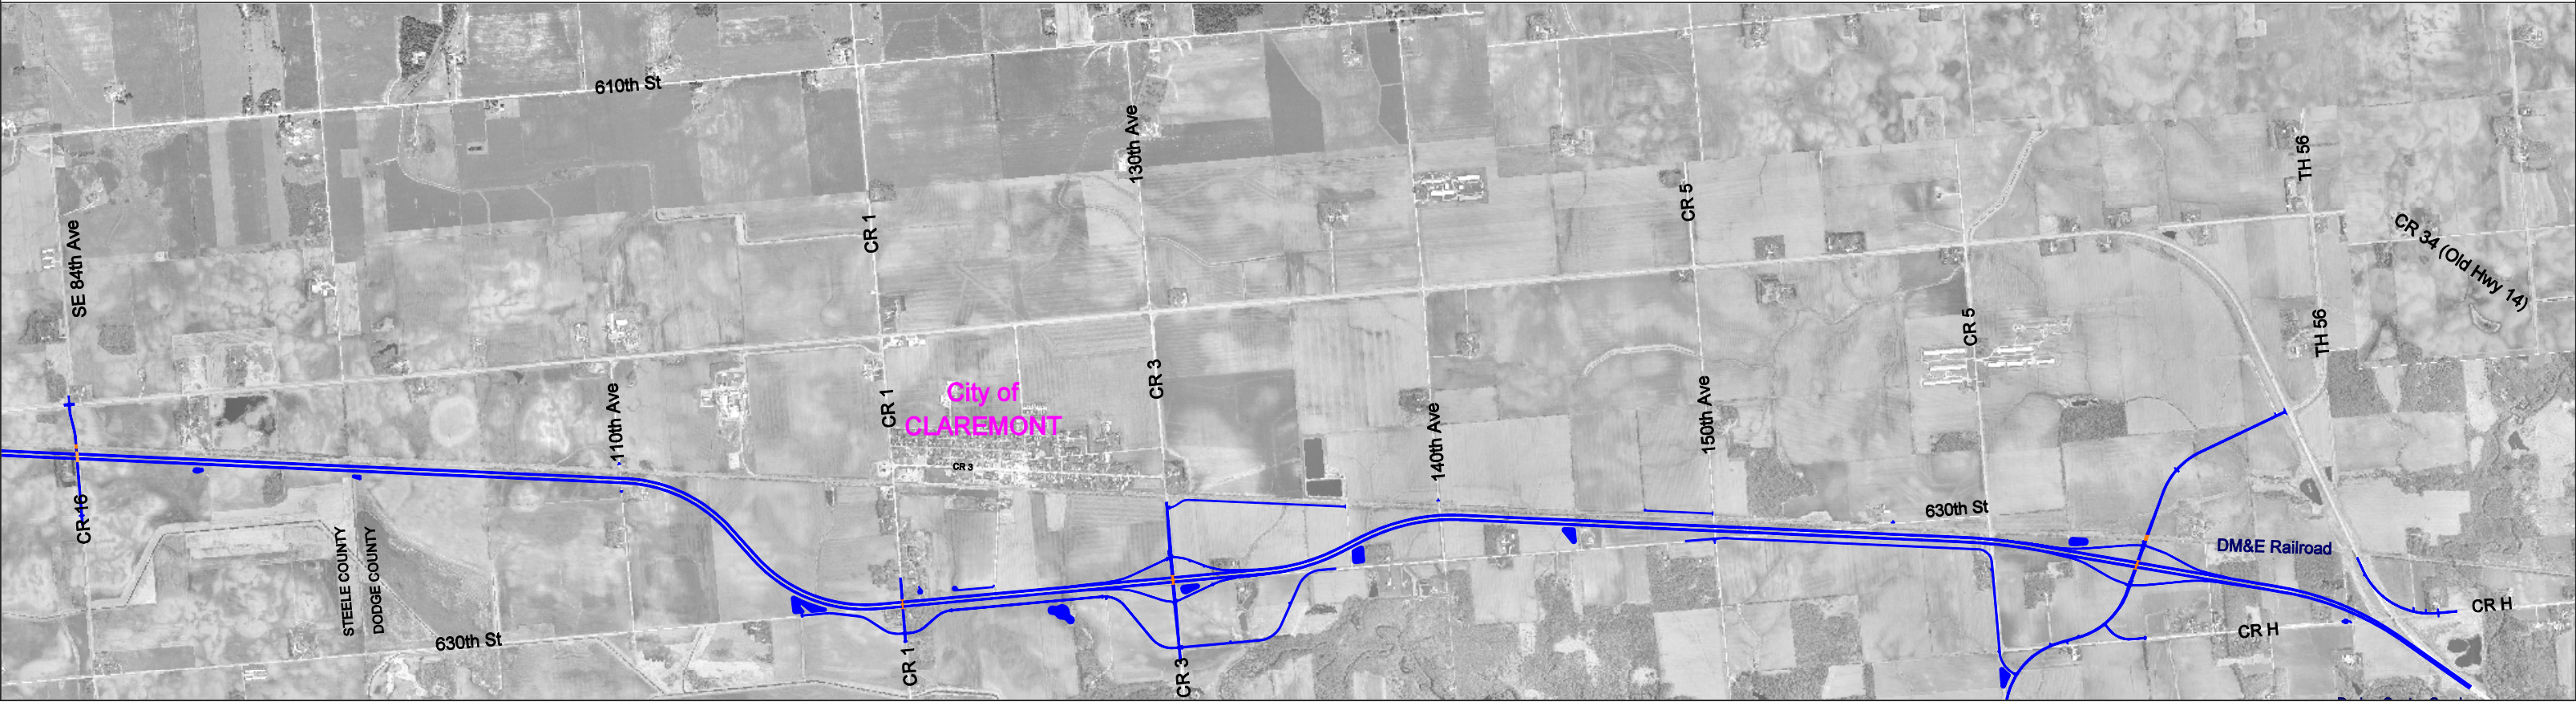 610th St
130th Ave
TH 56
CR 5
CR 1
SE 84th Ave
CR 34 (Old Hwy 14)
CR 5
TH 56
CR 3
City of
CLAREMONT
CR 1
110th Ave
140th Ave
150th Ave
CR 3
CR 16
630th St
DM&E Railroad
STEELE COUNTY
DODGE COUNTY
CR H
CR H
630th St
CR 1
CR 3